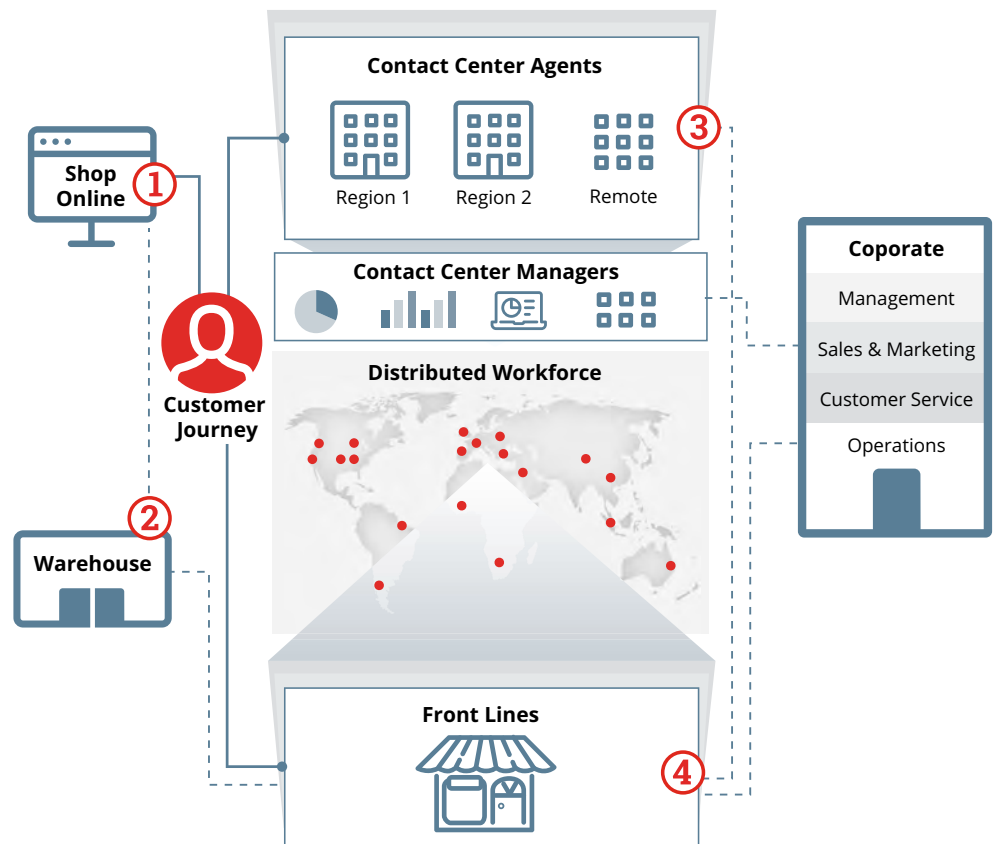 Contact Center Agents
Region 1
Region 2
Remote
3
Shop
Online
1
Contact Center Managers
Customer
Journey
Distributed Workforce
2
Warehouse
Coporate
Management
Sales & Marketing
Customer Service
Operations
Front Lines
4